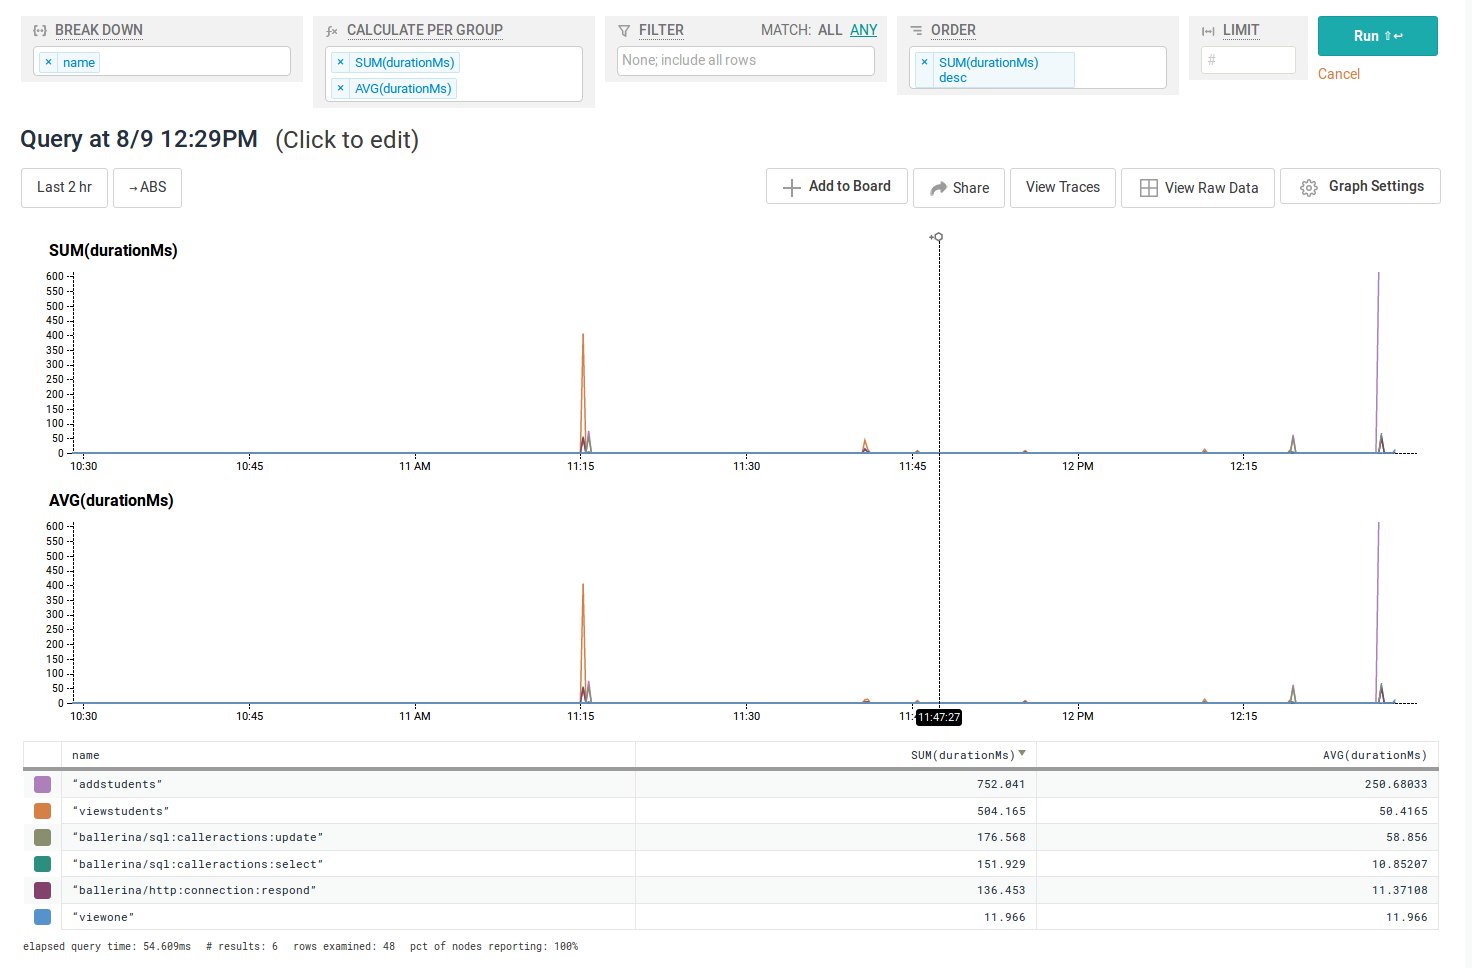 BREAK DOWN
× name
CALCULATE PER GROUP
× SUM(durationMs)
× AVG(durationMs)
FILTER MATCH: ALL ANY
None; include all rows
ORDER
× SUM(durationMs)
desc
LIMIT
#
Run ⇧↩
Cancel
Query at 8/9 12:29PM (Click to edit)
Last 2 hr →ABS Add to Board Share View Traces View Raw Data Graph Settings
SUM(durationMs)
600
550
500
450
400
350
300
250
200
150
100
50
0
10:30 10:45 11 AM 11:15 11:30 11:45 12 PM 12:15
AVG(durationMs)
600
550
500
450
400
350
300
250
200
150
100
50
0
10:30 10:45 11 AM 11:15 11:30 11: 11:47:27 12 PM 12:15
name SUM(durationMs) AVG(durationMs)
“addstudents” 752.041 250.68033
“viewstudents” 504.165 50.4165
“ballerina/sql:calleractions:update” 176.568 58.856
“ballerina/sql:calleractions:select” 151.929 10.85207
“ballerina/http:connection:respond” 136.453 11.37108
“viewone” 11.966 11.966
elapsed query time: 54.609ms # results: 6 rows examined: 48 pct of nodes reporting: 100%